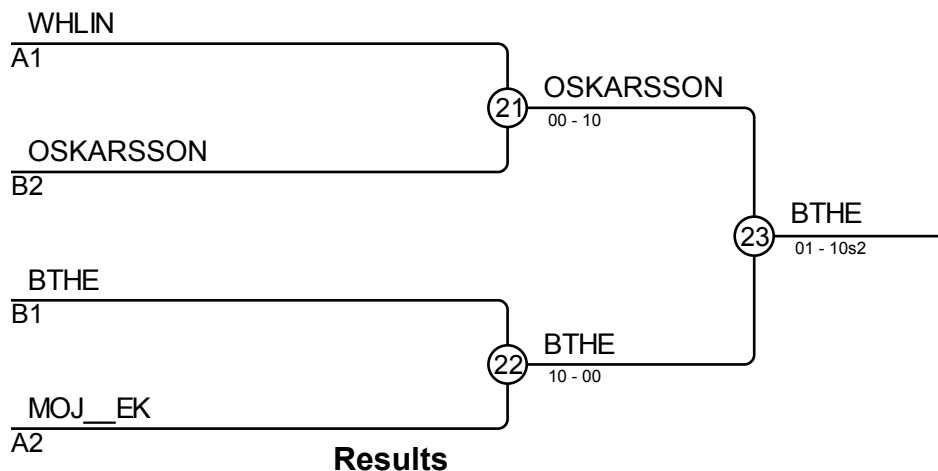 WHLIN
A1
21
OSKARSSON
00 - 10
OSKARSSON
B2
23
BTHE
01 - 10s2
BTHE
B1
22
BTHE
10 - 00
MOJ__EK
A2
Results